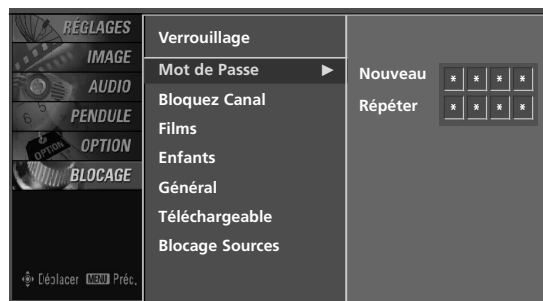 RÉGLAGES
IMAGE
AUDIO
PENDULE
OPTION
BLOCAGE
Déplacer MENU Préc.
Verrouillage
Mot de Passe ►
Bloquez Canal
Films
Enfants
Général
Téléchargeable
Blocage Sources
Nouveau * * * *
Répéter * * * *